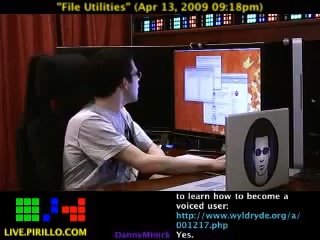 "File Utilities" (Apr 13, 2009 09:18pm)
to learn how to become a
voiced user:
http://www.wyldryde.org/a/
001217.php
DannyMinick Yes.
LIVE.PIRILLO.COM